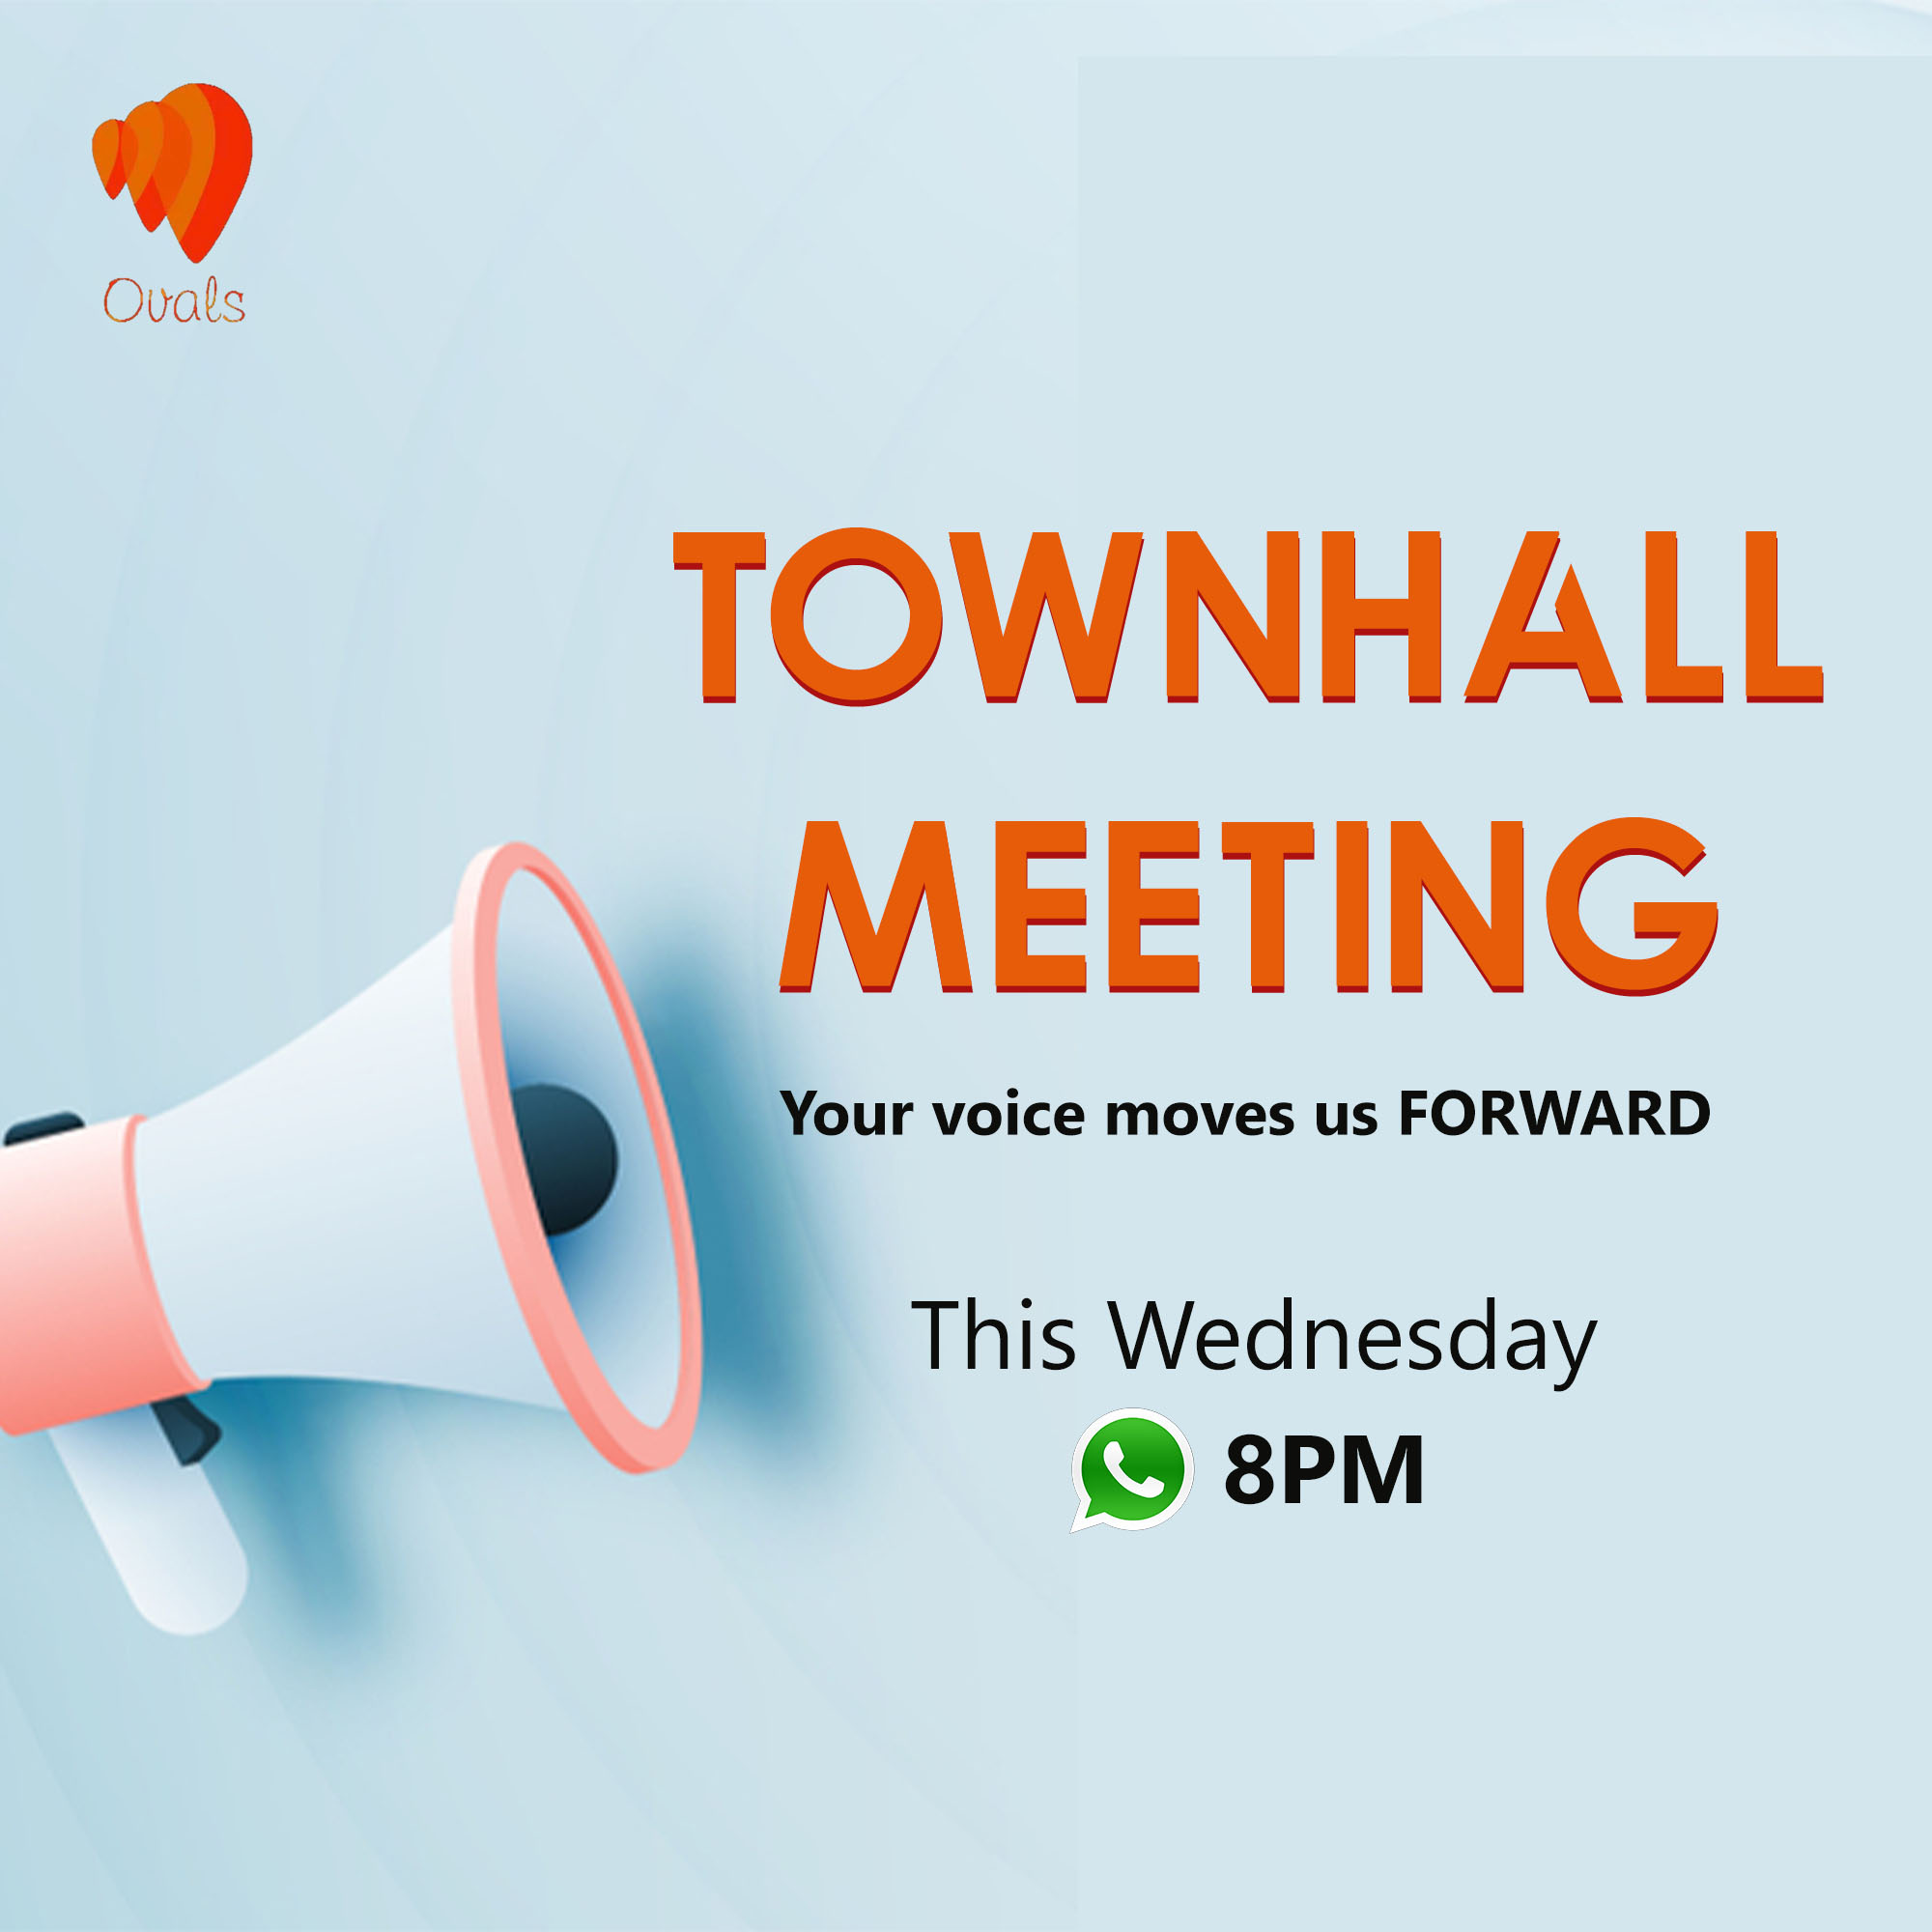 Ovals
TOWNHALL
MEETING
Your voice moves us FORWARD
This Wednesday
8PM